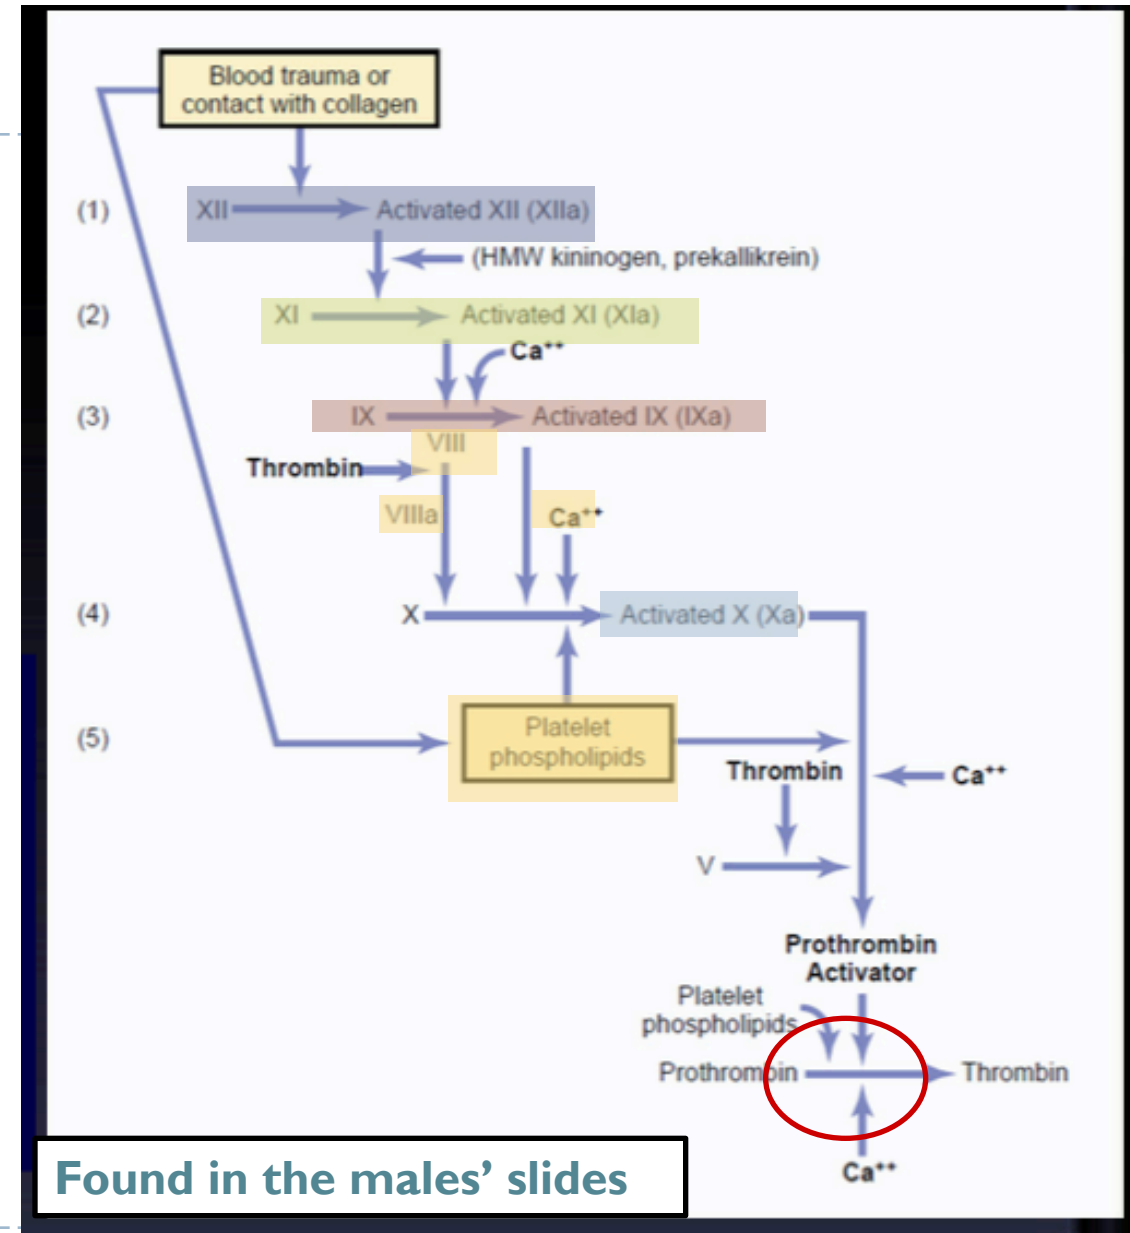 Blood trauma or
contact with collagen
(1) XII Activated XII (XIIa)
(HMW kininogen, prekallikrein)
(2) XI Activated XI (XIa)
Ca++
(3) IX Activated IX (IXa)
VIII
Thrombin
VIIIa Ca++
(4) X Activated X (Xa)
(5) Platelet
phospholipids
Thrombin Ca++
V
Prothrombin
Activator
Platelet
phospholipids
Prothrombin Thrombin
Ca++
Found in the males' slides